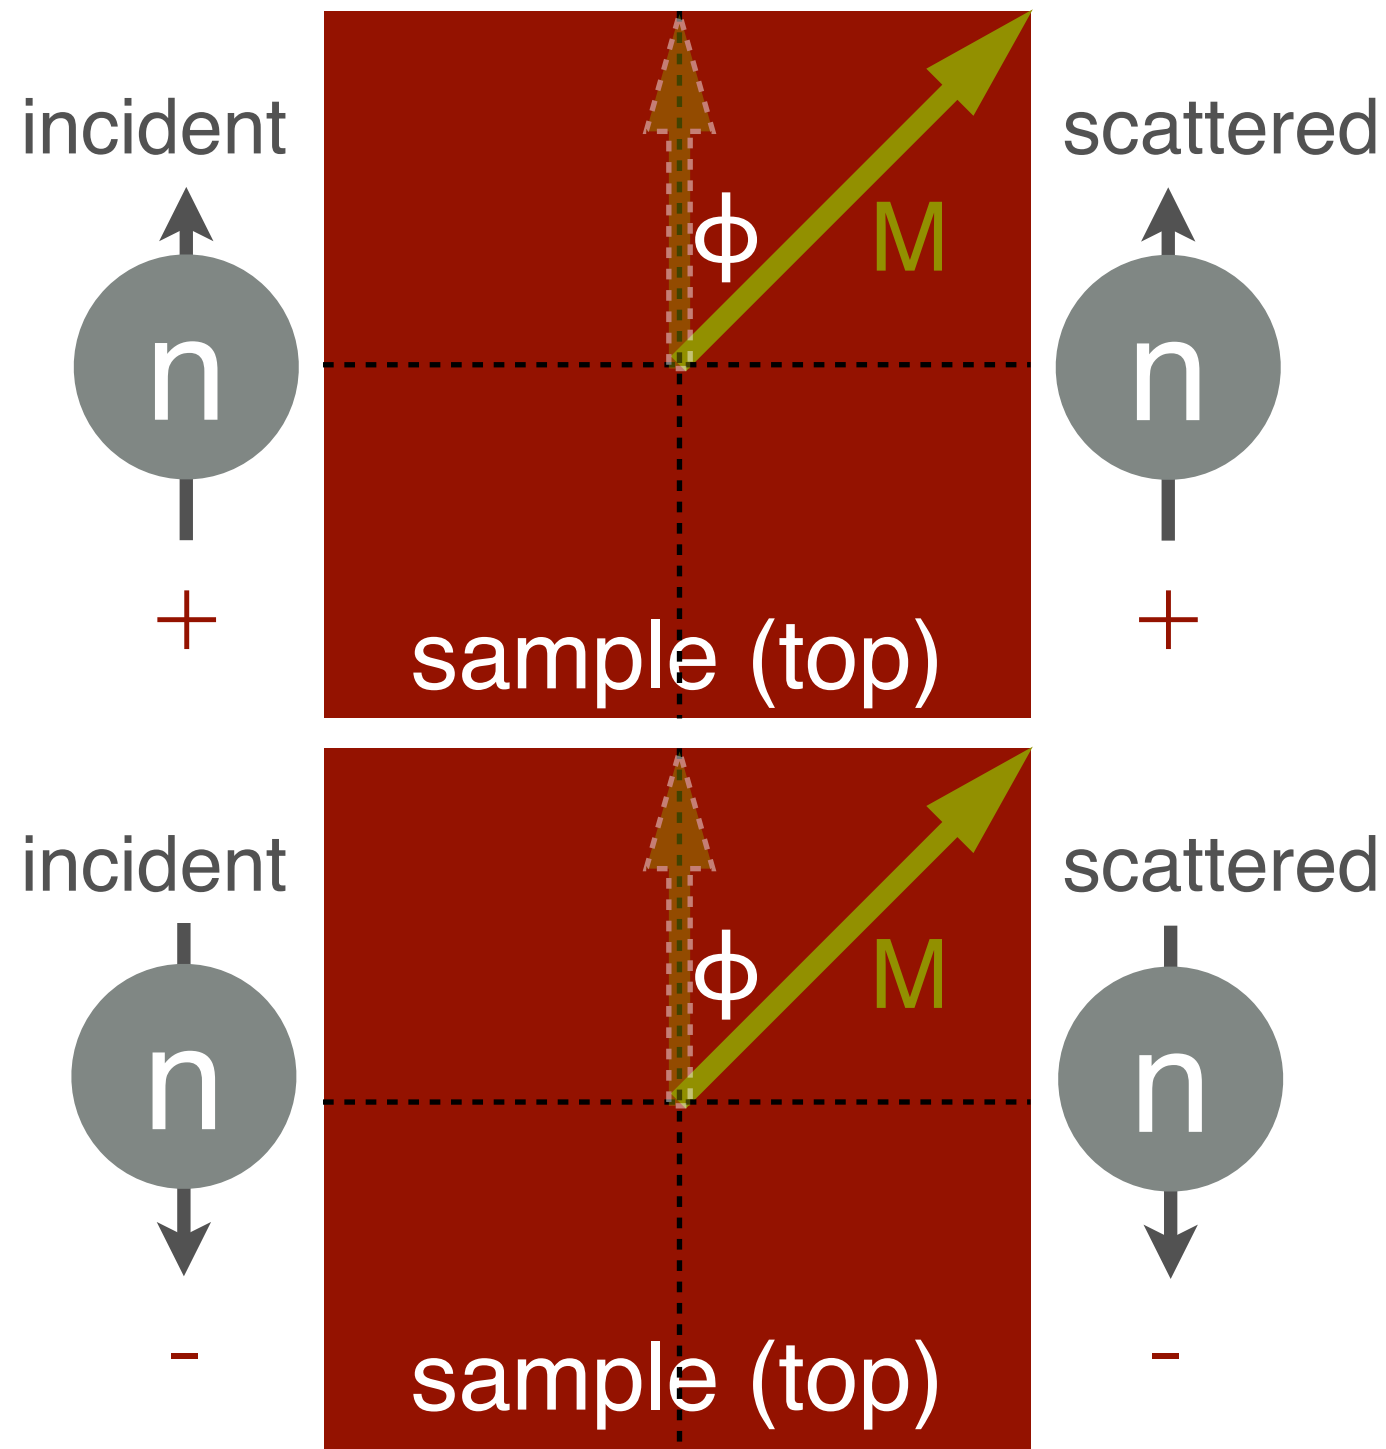 incident
scattered
ϕ
M
n
n
+
+
sample (top)
incident
scattered
ϕ
M
n
n
-
-
sample (top)